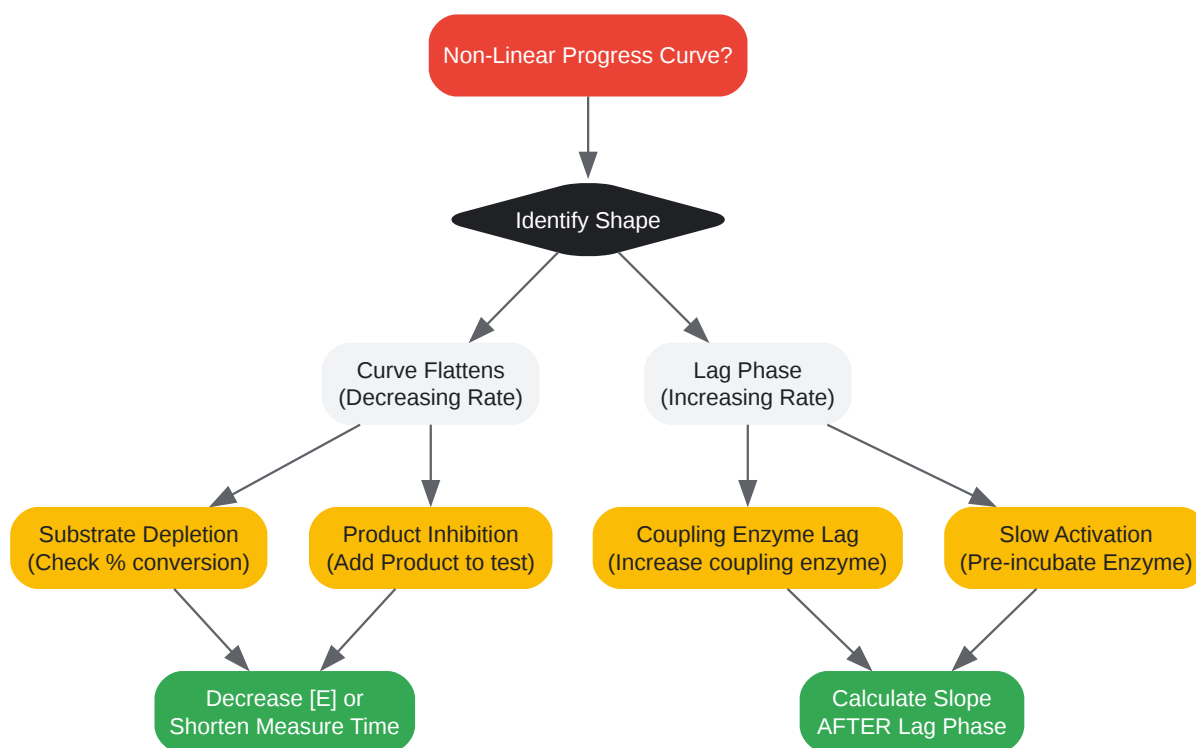 Non-Linear Progress Curve?
Identify Shape
Curve Flattens
(Decreasing Rate)
Lag Phase
(Increasing Rate)
Substrate Depletion
(Check % conversion)
Product Inhibition
(Add Product to test)
Coupling Enzyme Lag
(Increase coupling enzyme)
Slow Activation
(Pre-incubate Enzyme)
Decrease [E] or
Shorten Measure Time
Calculate Slope
AFTER Lag Phase